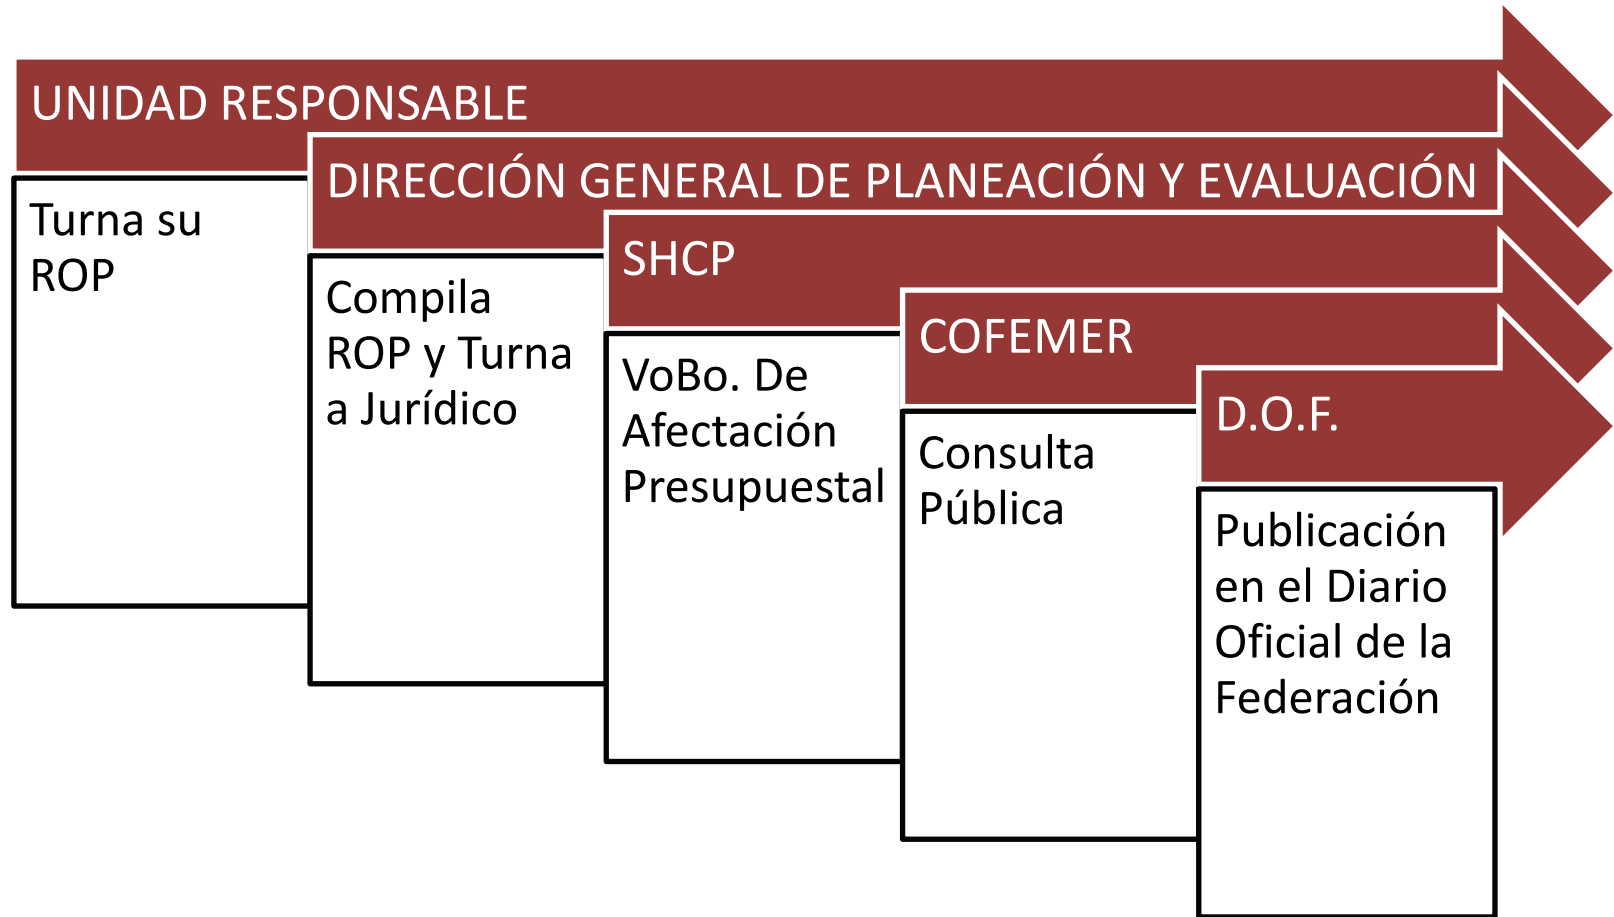 UNIDAD RESPONSABLE
Turna su
ROP
DIRECCIÓN GENERAL DE PLANEACIÓN Y EVALUACIÓN
Compila
ROP y Turna
a Jurídico
SHCP
VoBo. De
Afectación
Presupuestal
COFEMER
Consulta
Pública
D.O.F.
Publicación
en el Diario
Oficial de la
Federación